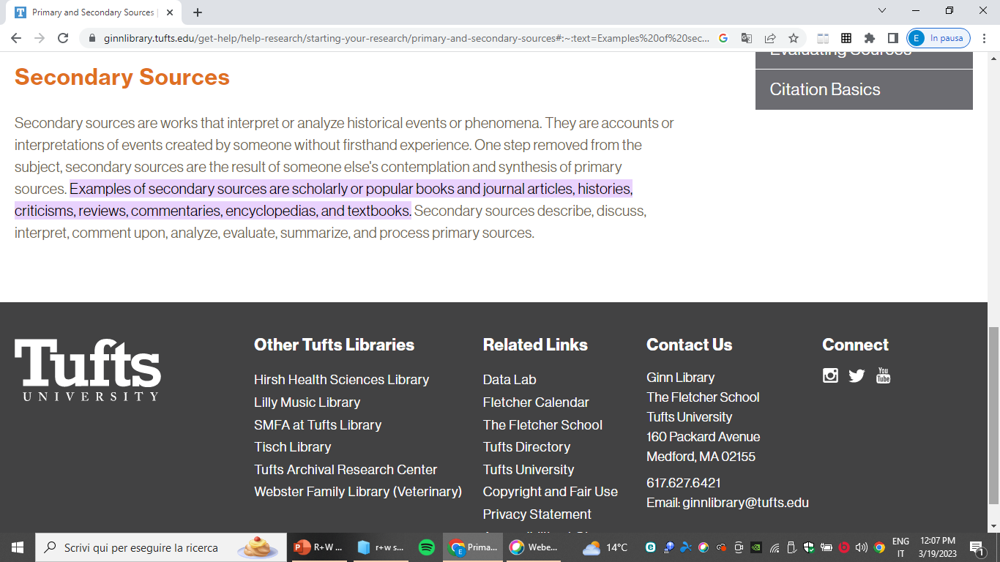 Primary and Secondary Sources |
ginnlibrary.tufts.edu/get-help/help-research/starting-your-research/primary-and-secondary-sources#:~:text=Examples%20of%20sec...
E In pausa
Evaluating Sources
Citation Basics
Secondary Sources
Secondary sources are works that interpret or analyze historical events or phenomena. They are accounts or
interpretations of events created by someone without firsthand experience. One step removed from the
subject, secondary sources are the result of someone else's contemplation and synthesis of primary
sources. Examples of secondary sources are scholarly or popular books and journal articles, histories,
criticisms, reviews, commentaries, encyclopedias, and textbooks. Secondary sources describe, discuss,
interpret, comment upon, analyze, evaluate, summarize, and process primary sources.
Tufts
UNIVERSITY
Other Tufts Libraries
Hirsh Health Sciences Library
Lilly Music Library
SMFA at Tufts Library
Tisch Library
Tufts Archival Research Center
Webster Family Library (Veterinary)
Related Links
Data Lab
Fletcher Calendar
The Fletcher School
Tufts Directory
Tufts University
Copyright and Fair Use
Privacy Statement
Contact Us
Ginn Library
The Fletcher School
Tufts University
160 Packard Avenue
Medford, MA 02155
617.627.6421
Email: ginnlibrary@tufts.edu
Connect
You
Tube
Scrivi qui per eseguire la ricerca
R+W ...
r+w s...
Prima...
Webe...
14°C
ENG
IT
12:07 PM
3/19/2023
1